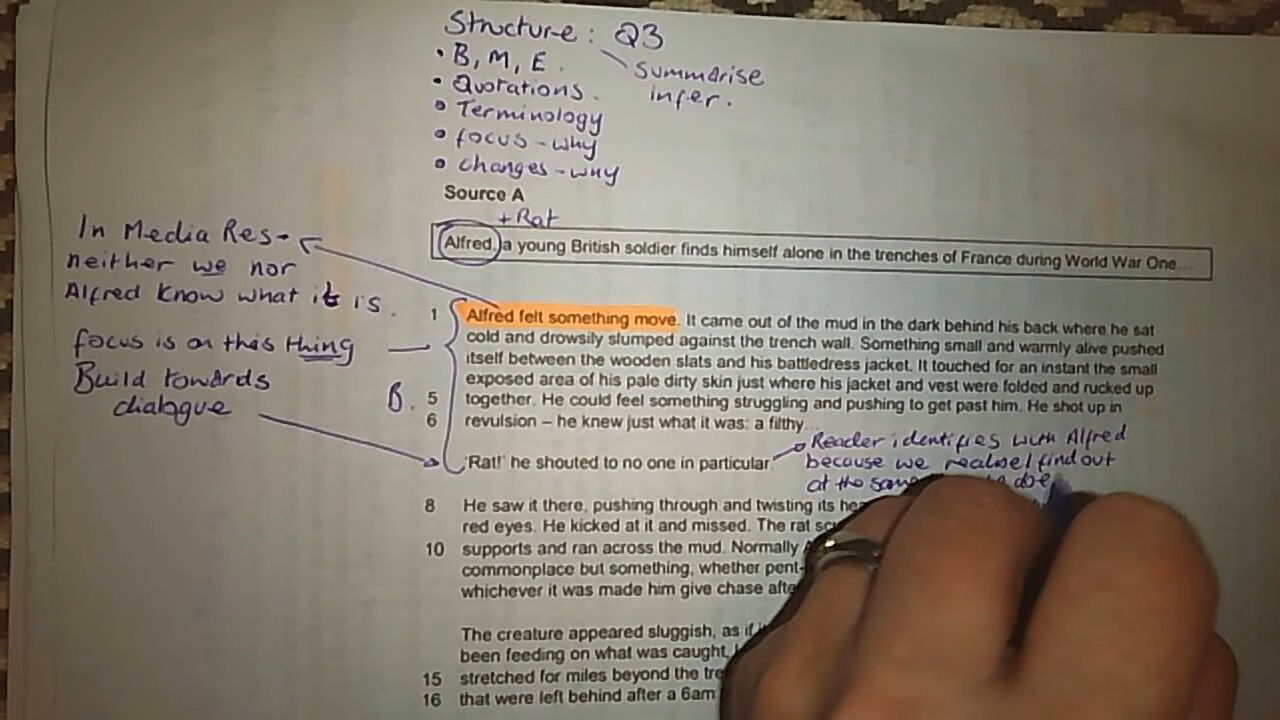 Structure: Q3
• B, M, E.
summarise
• Quotations.
infer.
• Terminology
• focus - why
• changes - why
Source A
+ Rat
Alfred, a young British soldier finds himself alone in the trenches of France during World War One...
In Media Res -
neither we nor
Alfred know what it is.
focus is on this thing
Build towards
dialogue
B.
1 Alfred felt something move. It came out of the mud in the dark behind his back where he sat
cold and drowsily slumped against the trench wall. Something small and warmly alive pushed
itself between the wooden slats and his battledress jacket. It touched for an instant the small
exposed area of his pale dirty skin just where his jacket and vest were folded and rucked up
5 together. He could feel something struggling and pushing to get past him. He shot up in
6 revulsion – he knew just what it was: a filthy...
'Rat!' he shouted to no one in particular.
Reader identifies with Alfred
because we realise/find out
at the same
8 He saw it there, pushing through and twisting its
red eyes. He kicked at it and missed. The rat
10 supports and ran across the mud. Normally
commonplace but something, whether pent-
whichever it was made him give chase
The creature appeared sluggish, as if
been feeding on what was caught,
15 stretched for miles beyond the
16 that were left behind after a 6am